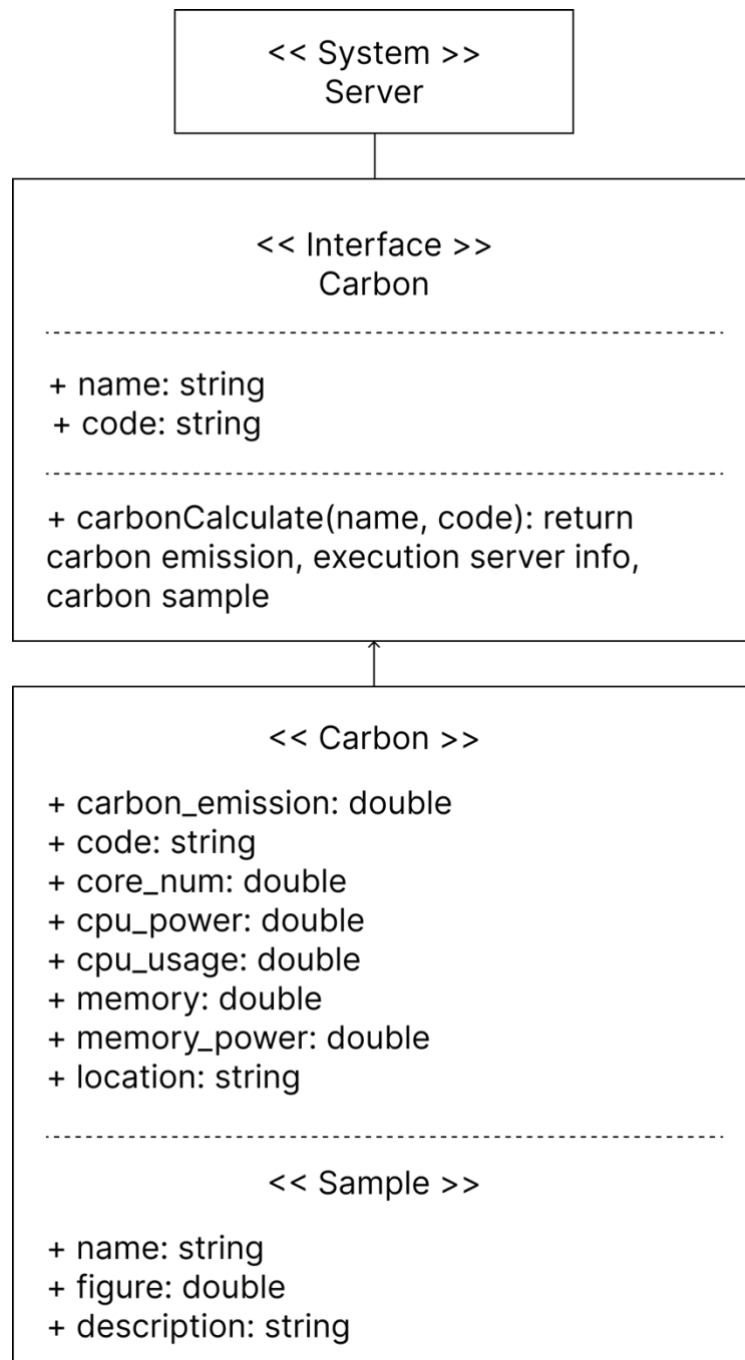 << System >>
Server
<< Interface >>
Carbon
+ name: string
+ code: string
+ carbonCalculate(name, code): return
carbon emission, execution server info,
carbon sample
<< Carbon >>
+ carbon_emission: double
+ code: string
+ core_num: double
+ cpu_power: double
+ cpu_usage: double
+ memory: double
+ memory_power: double
+ location: string
<< Sample >>
+ name: string
+ figure: double
+ description: string